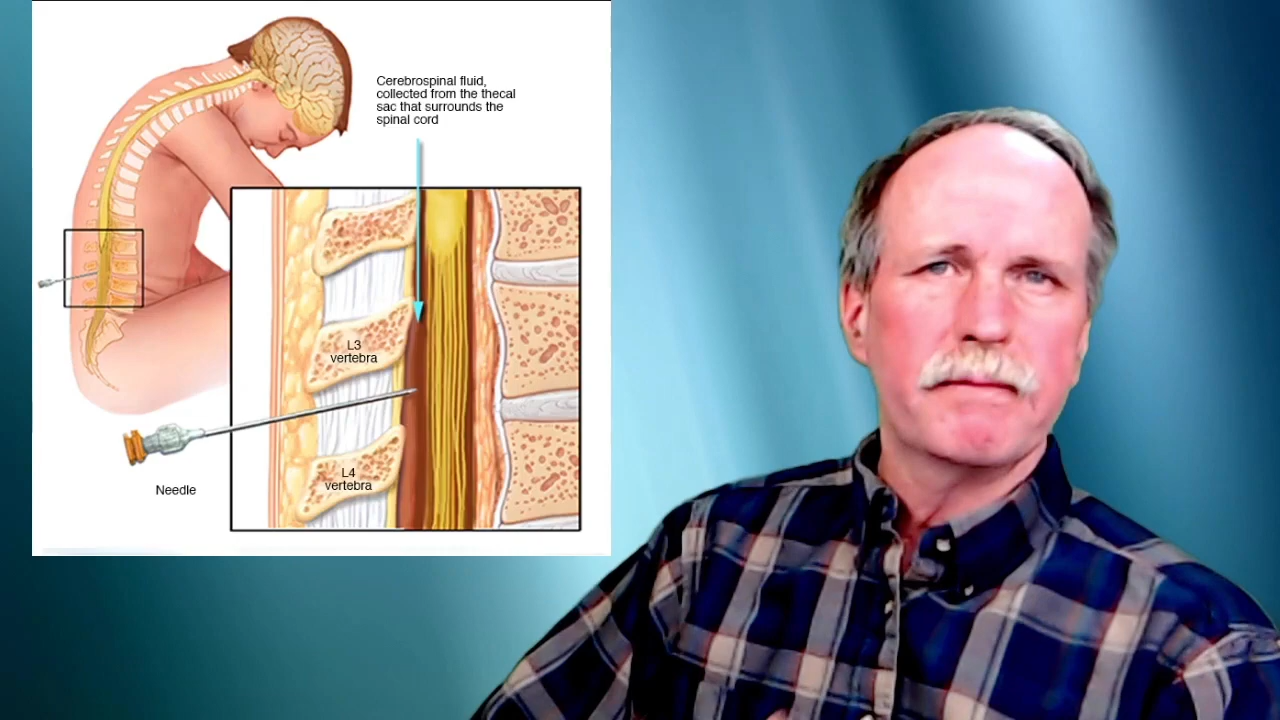 Cerebrospinal fluid,
collected from the thecal
sac that surrounds the
spinal cord
L3
vertebra
L4
vertebra
Needle